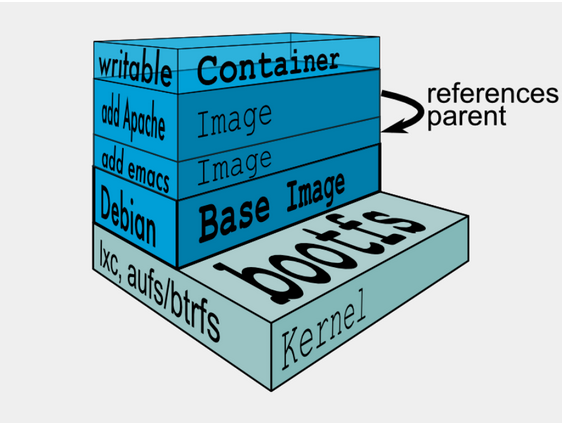 writable Container
add Apache Image
add emacs Image
Debian Base Image
references
parent
lxc, aufs/btrfs
bootfs
Kernel